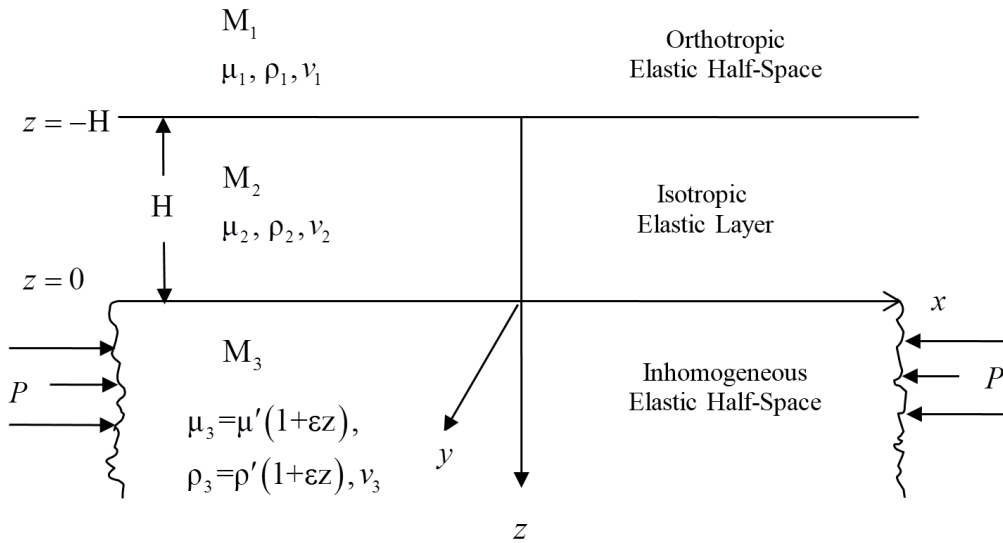 M₁
μ₁, ρ₁, v₁
Orthotropic
Elastic Half-Space
z = −H
H
M₂
μ₂, ρ₂, v₂
Isotropic
Elastic Layer
z = 0
x
M₃
Inhomogeneous
Elastic Half-Space
P
P
μ₃=μ′(1+εz),
ρ₃=ρ′(1+εz), v₃
y
z